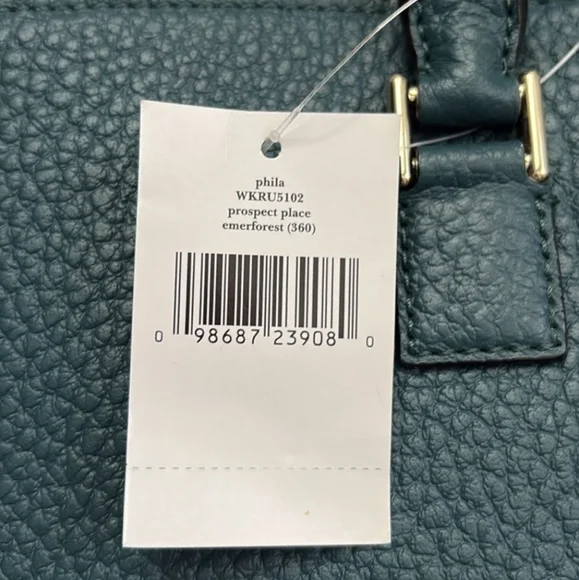 phila
WKRU5102
prospect place
emerforest (360)
0 98687 23908 0